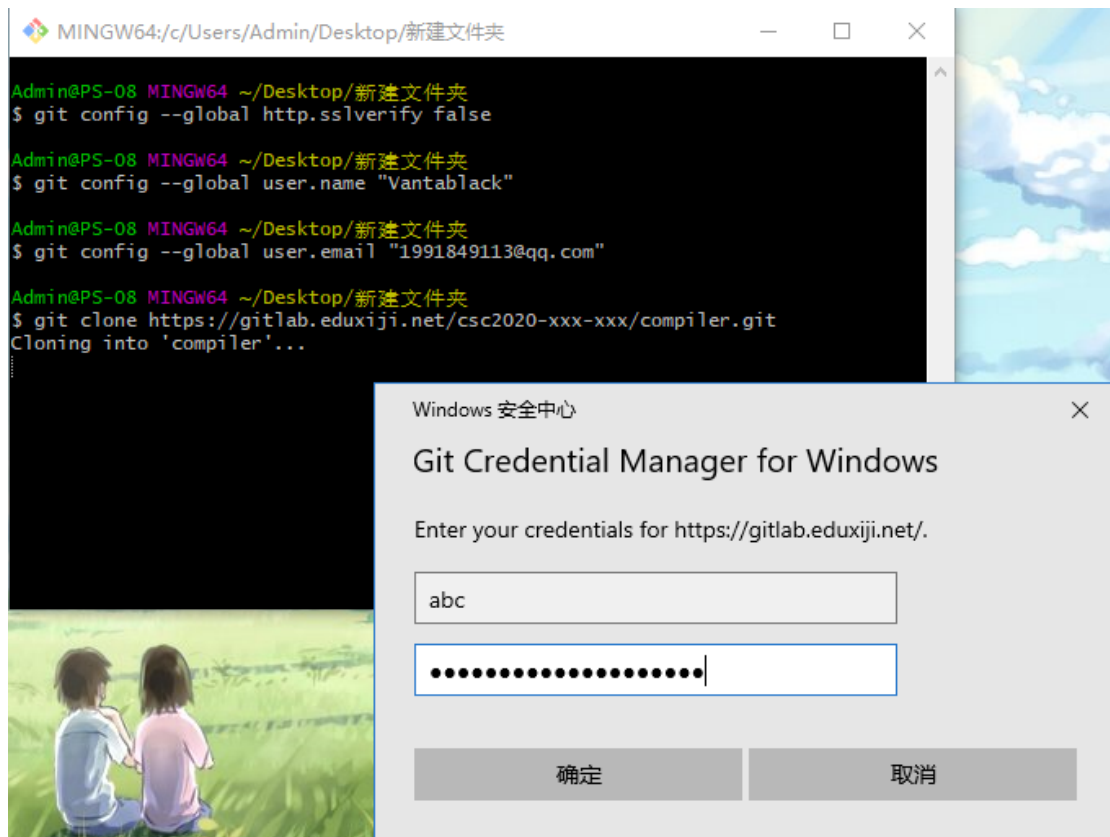 MINGW64:/c/Users/Admin/Desktop/新建文件夹
Admin@PS-08 MINGW64 ~/Desktop/新建文件夹
$ git config --global http.sslverify false
Admin@PS-08 MINGW64 ~/Desktop/新建文件夹
$ git config --global user.name "Vantablack"
Admin@PS-08 MINGW64 ~/Desktop/新建文件夹
$ git config --global user.email "1991849113@qq.com"
Admin@PS-08 MINGW64 ~/Desktop/新建文件夹
$ git clone https://gitlab.eduxiji.net/csc2020-xxx-xxx/compiler.git
Cloning into 'compiler'...
Windows 安全中心
Git Credential Manager for Windows
Enter your credentials for https://gitlab.eduxiji.net/.
abc
●●●●●●●●●●●●●●●●●●●●
确定 取消